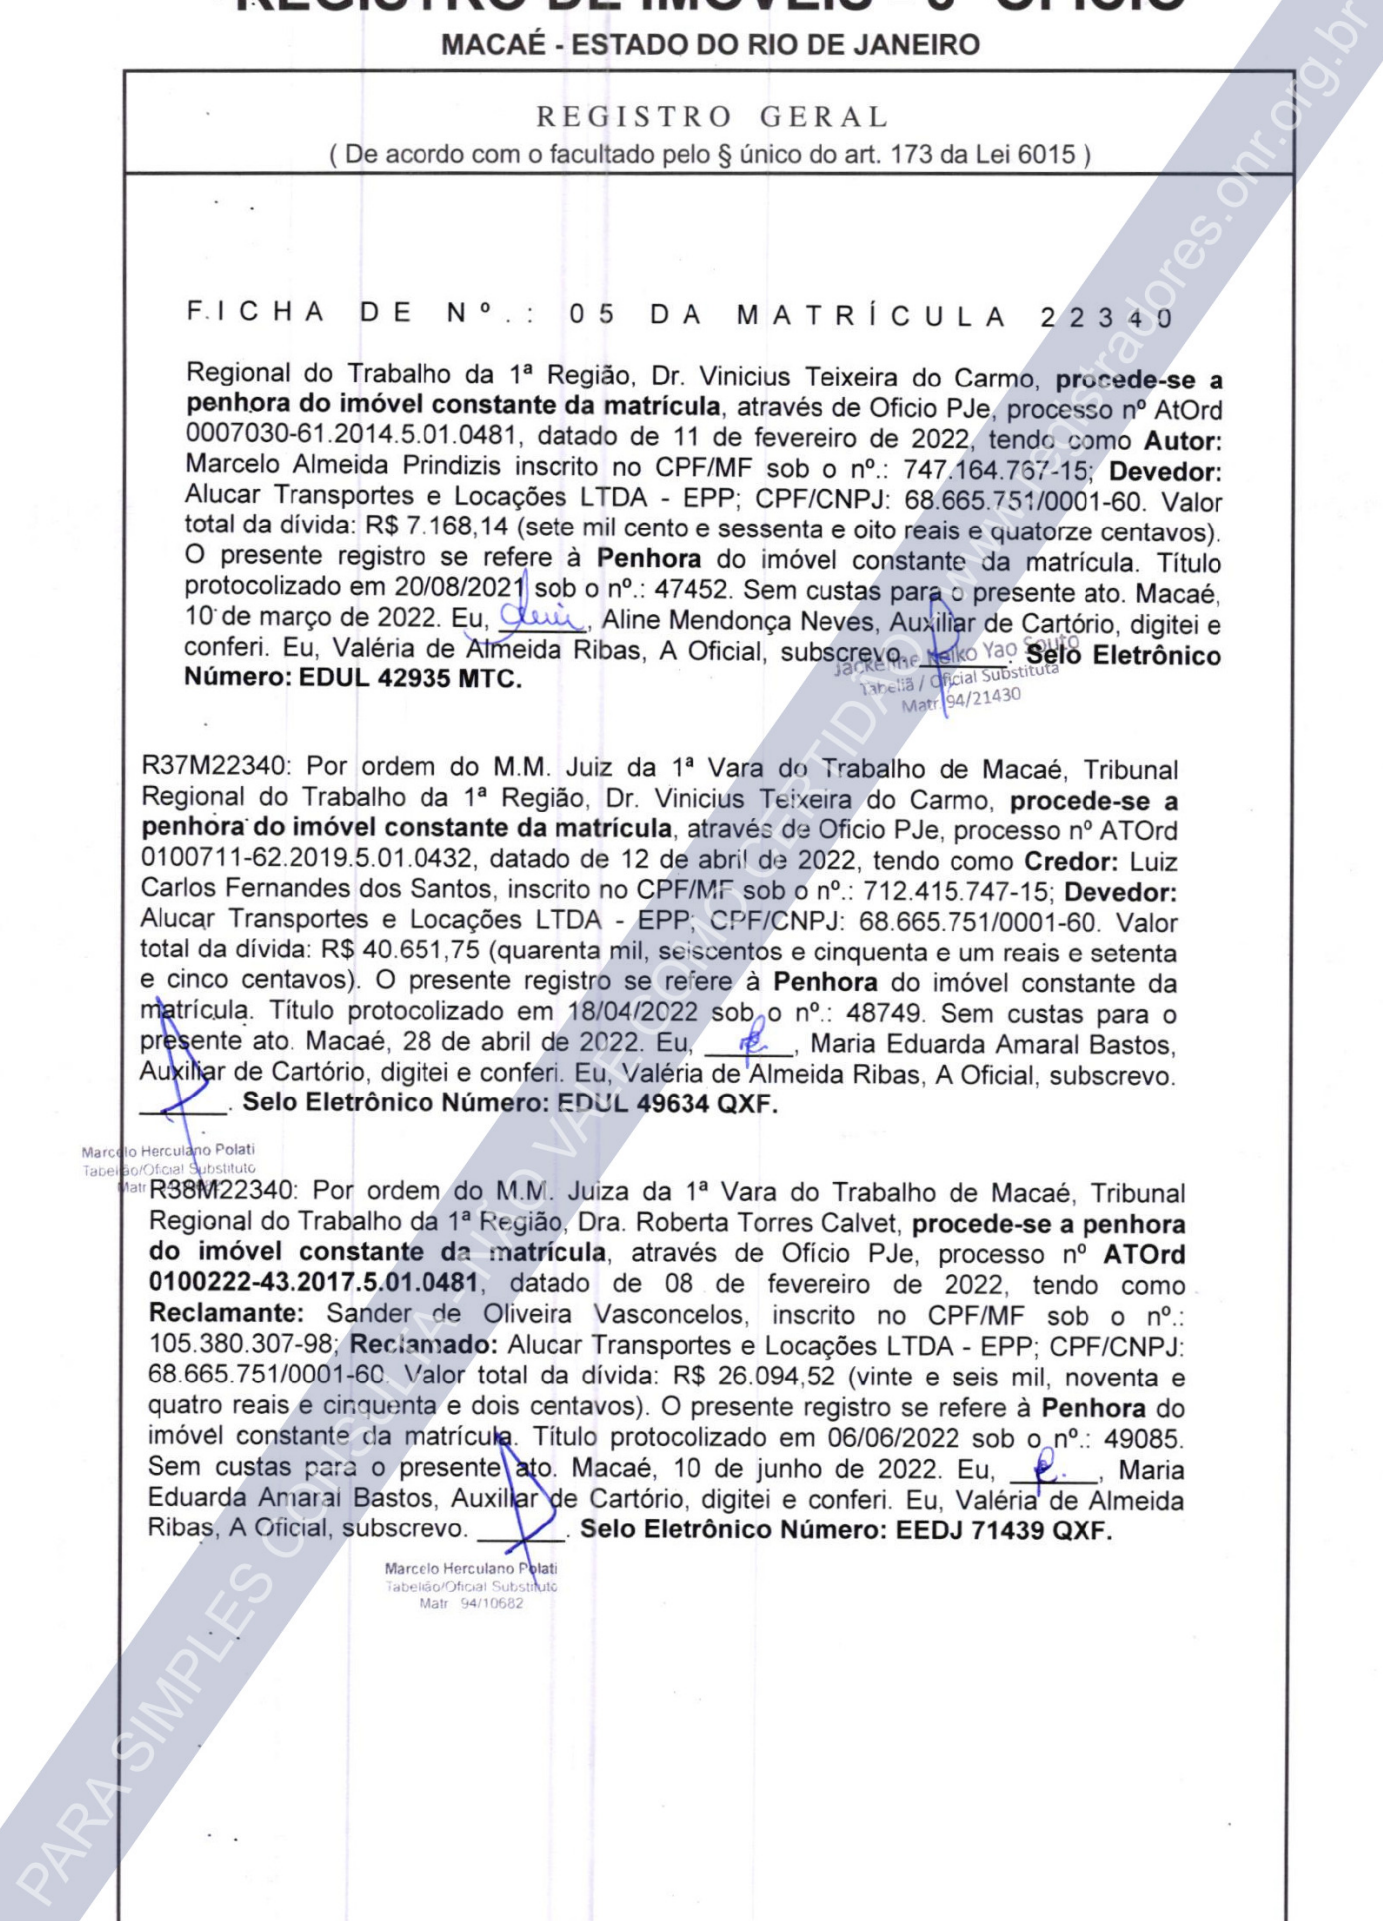 REGISTRO DE IMÓVEIS - 3º OFÍCIO
MACAÉ - ESTADO DO RIO DE JANEIRO
REGISTRO GERAL
( De acordo com o facultado pelo § único do art. 173 da Lei 6015 )
FICHA DE Nº.: 05 DA MATRÍCULA 22340
Regional do Trabalho da 1ª Região, Dr. Vinicius Teixeira do Carmo, procede-se a
penhora do imóvel constante da matrícula, através de Oficio PJe, processo nº AtOrd
0007030-61.2014.5.01.0481, datado de 11 de fevereiro de 2022, tendo como Autor:
Marcelo Almeida Prindizis inscrito no CPF/MF sob o nº.: 747.164.767-15; Devedor:
Alucar Transportes e Locações LTDA - EPP; CPF/CNPJ: 68.665.751/0001-60. Valor
total da dívida: R$ 7.168,14 (sete mil cento e sessenta e oito reais e quatorze centavos).
O presente registro se refere à Penhora do imóvel constante da matrícula. Título
protocolizado em 20/08/2021 sob o nº.: 47452. Sem custas para o presente ato. Macaé,
10 de março de 2022. Eu, ______, Aline Mendonça Neves, Auxiliar de Cartório, digitei e
conferi. Eu, Valéria de Almeida Ribas, A Oficial, subscrevo. ______. Selo Eletrônico
Número: EDUL 42935 MTC.
Yao Souto
Tabeliã / Oficial Substituta
Matr. 94/21430
R37M22340: Por ordem do M.M. Juiz da 1ª Vara do Trabalho de Macaé, Tribunal
Regional do Trabalho da 1ª Região, Dr. Vinicius Teixeira do Carmo, procede-se a
penhora do imóvel constante da matrícula, através de Oficio PJe, processo nº ATOrd
0100711-62.2019.5.01.0432, datado de 12 de abril de 2022, tendo como Credor: Luiz
Carlos Fernandes dos Santos, inscrito no CPF/MF sob o nº.: 712.415.747-15; Devedor:
Alucar Transportes e Locações LTDA - EPP; CPF/CNPJ: 68.665.751/0001-60. Valor
total da dívida: R$ 40.651,75 (quarenta mil, seiscentos e cinquenta e um reais e setenta
e cinco centavos). O presente registro se refere à Penhora do imóvel constante da
matrícula. Título protocolizado em 18/04/2022 sob o nº.: 48749. Sem custas para o
presente ato. Macaé, 28 de abril de 2022. Eu, ______, Maria Eduarda Amaral Bastos,
Auxiliar de Cartório, digitei e conferi. Eu, Valéria de Almeida Ribas, A Oficial, subscrevo.
______. Selo Eletrônico Número: EDUL 49634 QXF.
Marcelo Herculano Polati
Tabelião/Oficial Substituto
Matr
R38M22340: Por ordem do M.M. Juiza da 1ª Vara do Trabalho de Macaé, Tribunal
Regional do Trabalho da 1ª Região, Dra. Roberta Torres Calvet, procede-se a penhora
do imóvel constante da matrícula, através de Ofício PJe, processo nº ATOrd
0100222-43.2017.5.01.0481, datado de 08 de fevereiro de 2022, tendo como
Reclamante: Sander de Oliveira Vasconcelos, inscrito no CPF/MF sob o nº.:
105.380.307-98; Reclamado: Alucar Transportes e Locações LTDA - EPP; CPF/CNPJ:
68.665.751/0001-60. Valor total da dívida: R$ 26.094,52 (vinte e seis mil, noventa e
quatro reais e cinquenta e dois centavos). O presente registro se refere à Penhora do
imóvel constante da matrícula. Título protocolizado em 06/06/2022 sob o nº.: 49085.
Sem custas para o presente ato. Macaé, 10 de junho de 2022. Eu, ______, Maria
Eduarda Amaral Bastos, Auxiliar de Cartório, digitei e conferi. Eu, Valéria de Almeida
Ribas, A Oficial, subscrevo. ______. Selo Eletrônico Número: EEDJ 71439 QXF.
Marcelo Herculano Polati
Tabelião/Oficial Substituto
Matr 94/10682
PARA SIMPLES CONSULTA - NÃO VALE COMO CERTIDÃO www.registradores.onr.org.br